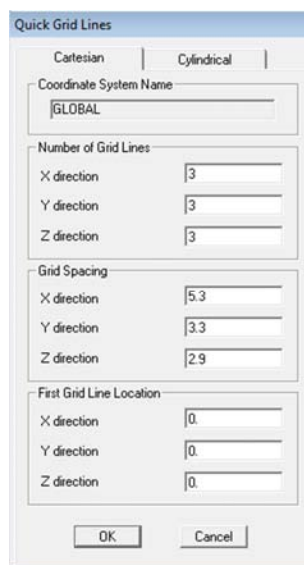 Quick Grid Lines
Cartesian Cylindrical
Coordinate System Name
GLOBAL
Number of Grid Lines
X direction 3
Y direction 3
Z direction 3
Grid Spacing
X direction 5.3
Y direction 3.3
Z direction 2.9
First Grid Line Location
X direction 0.
Y direction 0.
Z direction 0.
OK Cancel